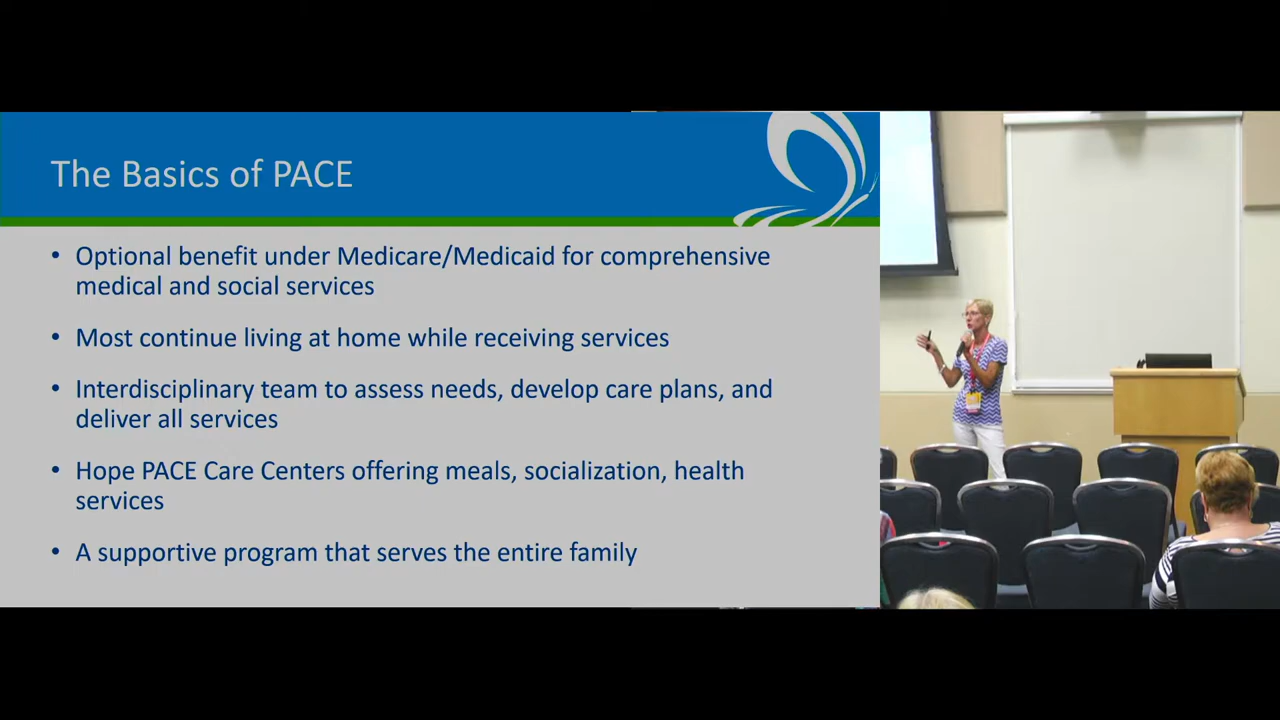 The Basics of PACE
• Optional benefit under Medicare/Medicaid for comprehensive
medical and social services
• Most continue living at home while receiving services
• Interdisciplinary team to assess needs, develop care plans, and
deliver all services
• Hope PACE Care Centers offering meals, socialization, health
services
• A supportive program that serves the entire family